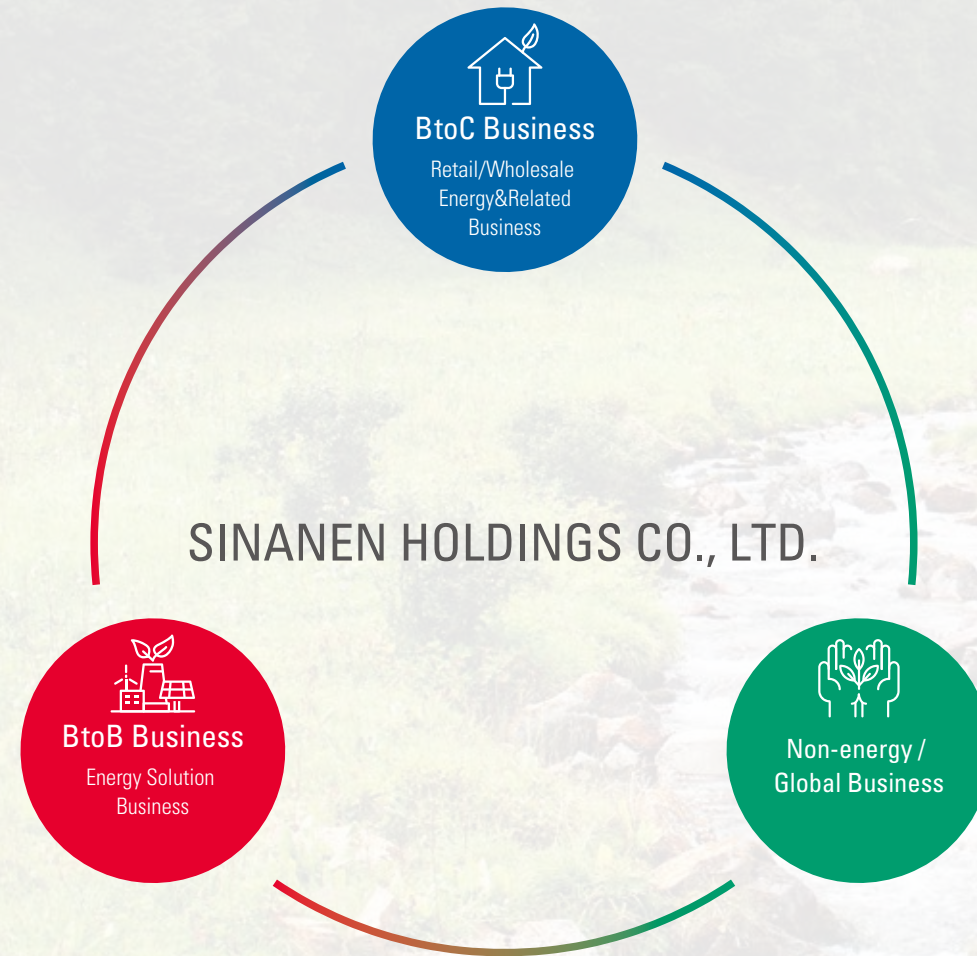 BtoC Business
Retail/Wholesale
Energy&Related
Business
SINANEN HOLDINGS CO., LTD.
BtoB Business
Energy Solution
Business
Non-energy /
Global Business